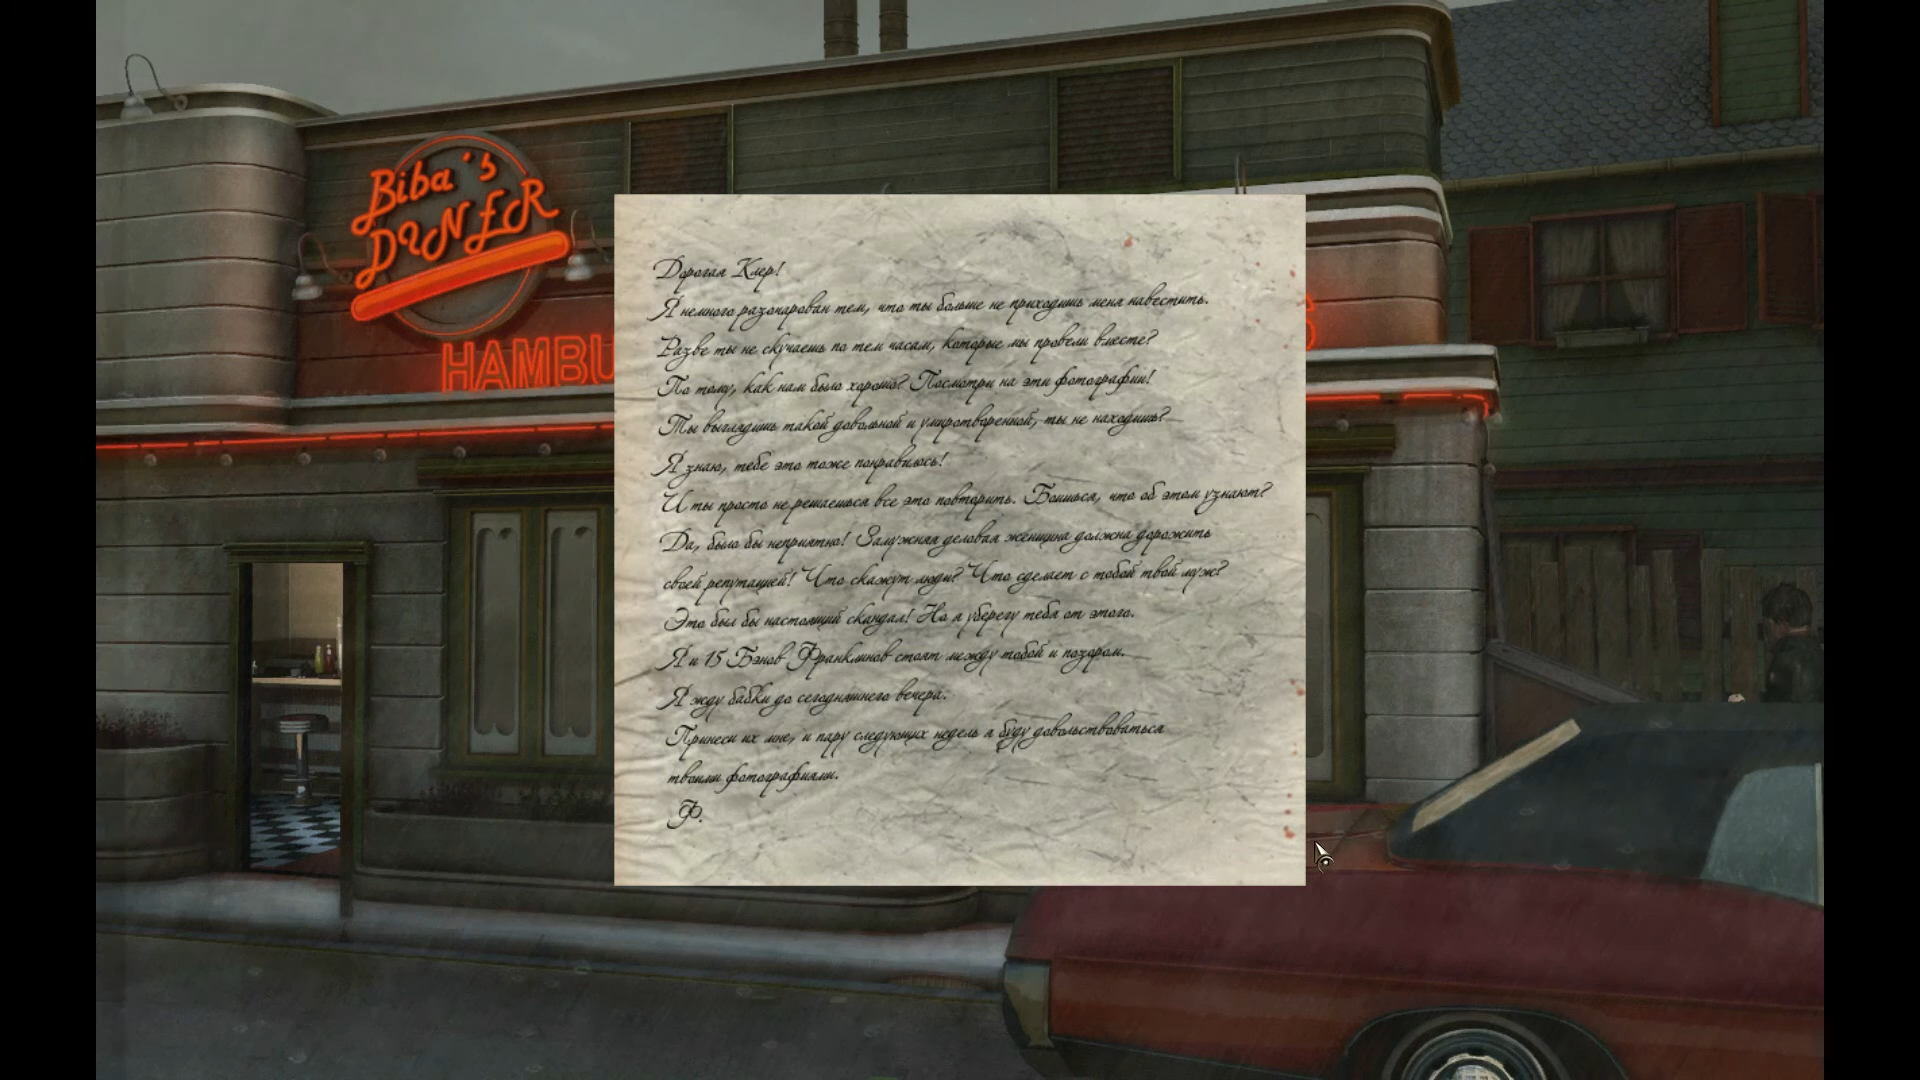 Biba's
DINER
HAMBU
S
Дорогая Клер!
Я немного разочарован тем, что ты больше не приходишь меня навестить.
Разве ты не скучаешь по тем часам, которые мы провели вместе?
По тому, как нам было хорошо? Посмотри на эти фотографии!
Ты выглядишь такой довольной и умиротворенной, ты не находишь?
Я знаю, тебе это тоже понравилось!
И ты просто не решаешься все это повторить. Боишься, что об этом узнают?
Да, было бы неприятно! Залужняя деловая женщина должна дорожить
своей репутацией! Что скажут люди? Что сделает с тобой твой муж?
Это был бы настоящий скандал! Но я уберегу тебя от этого.
Я и 15 Бэнов Франклинов стоят между тобой и позором.
Я жду бабки до сегодняшнего вечера.
Принеси их мне, и пару следующих недель я буду довольствоваться
твоими фотографиями.
Ф.